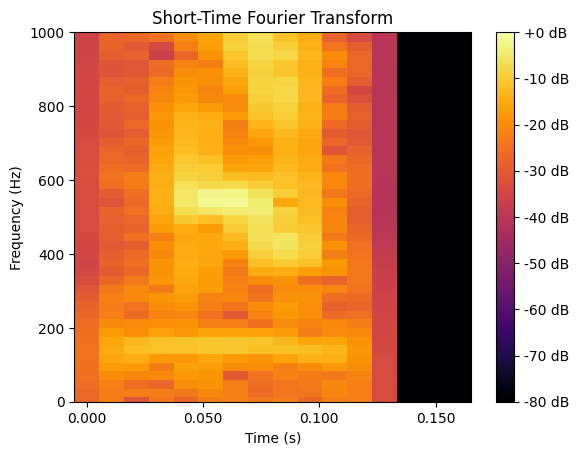 Short-Time Fourier Transform
Frequency (Hz)
1000
800
600
400
200
0
0.000
0.050
0.100
0.150
Time (s)
+0 dB
-10 dB
-20 dB
-30 dB
-40 dB
-50 dB
-60 dB
-70 dB
-80 dB